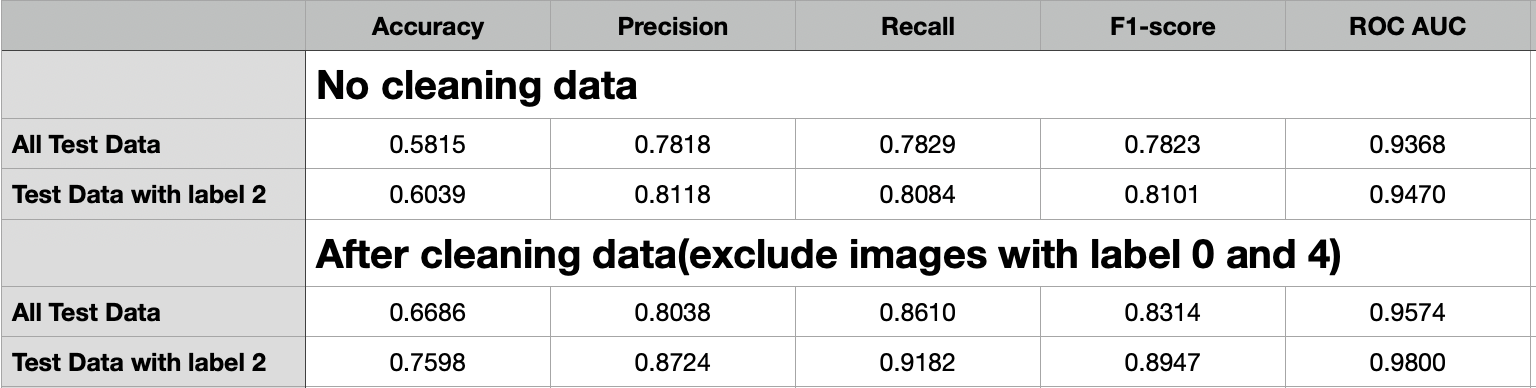 Accuracy Precision Recall F1-score ROC AUC
No cleaning data
All Test Data 0.5815 0.7818 0.7829 0.7823 0.9368
Test Data with label 2 0.6039 0.8118 0.8084 0.8101 0.9470
After cleaning data(exclude images with label 0 and 4)
All Test Data 0.6686 0.8038 0.8610 0.8314 0.9574
Test Data with label 2 0.7598 0.8724 0.9182 0.8947 0.9800